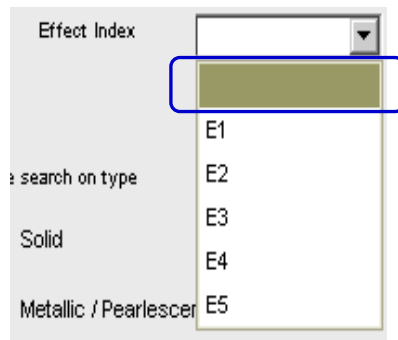 Effect Index
E1
E2
search on type
E3
Solid
E4
Metallic / Pearlescer
E5